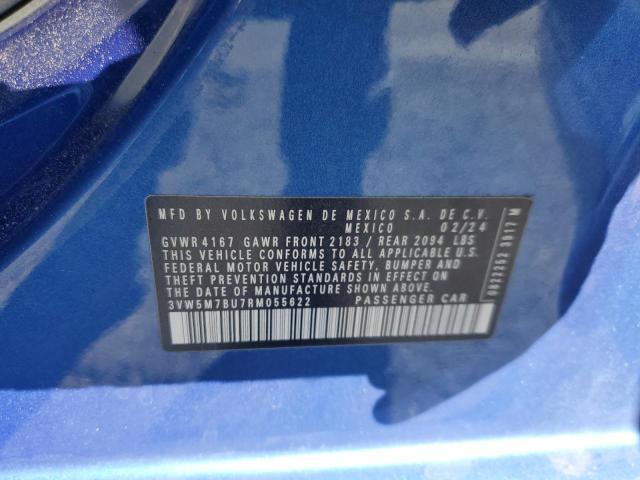 MFD BY VOLKSWAGEN DE MEXICO S.A. DE C.V.
MEXICO 02/24
GVWR 4167 GAWR FRONT 2183 / REAR 2094 LBS
THIS VEHICLE CONFORMS TO ALL APPLICABLE U.S.
FEDERAL MOTOR VEHICLE SAFETY, BUMPER AND
THEFT PREVENTION STANDARDS IN EFFECT ON THE
DATE OF MANUFACTURE SHOWN ABOVE.
3VW5M7BU7RM055622 PASSENGER CAR